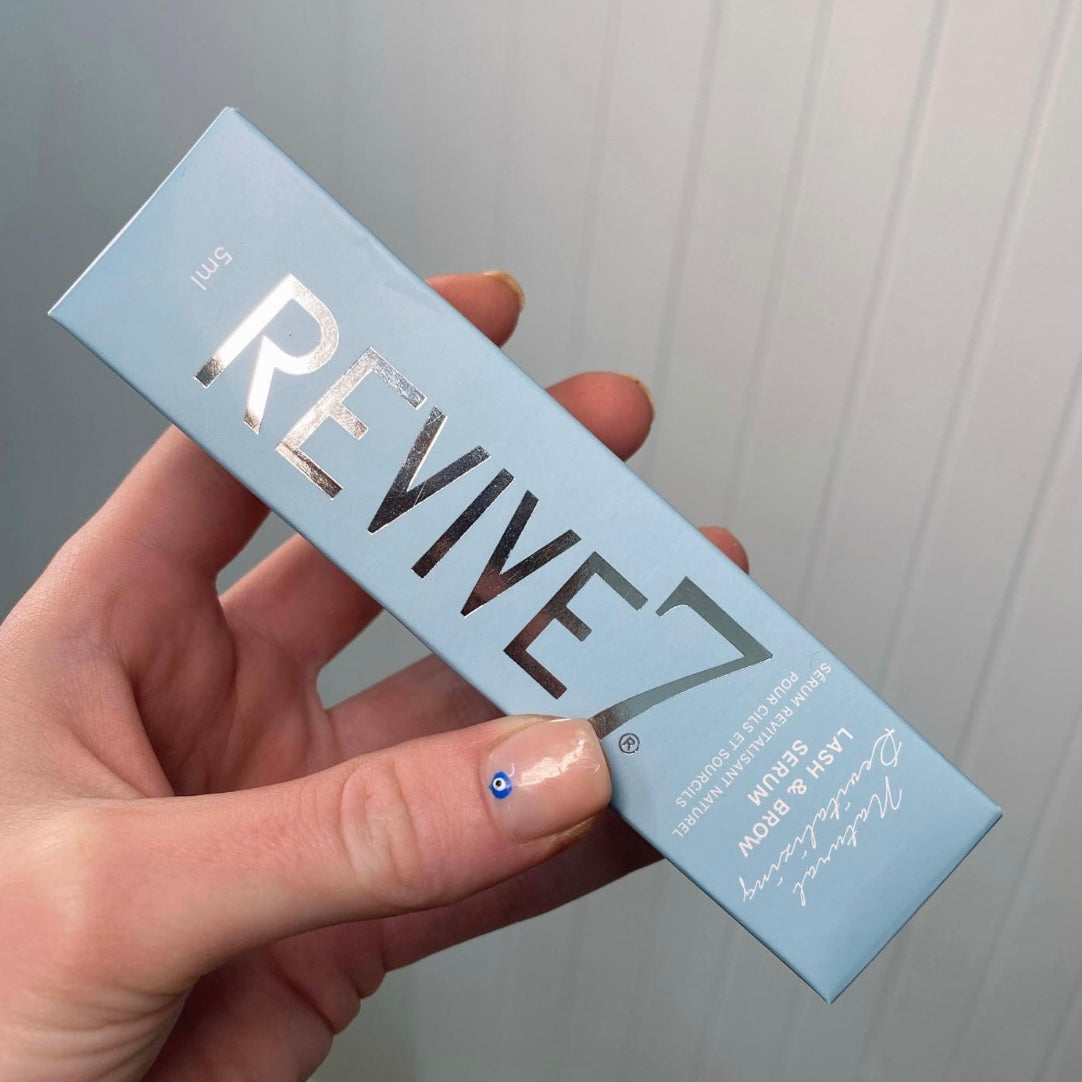 Natural
Revitalizing
LASH & BROW
SERUM
SÉRUM REVITALISANT NATUREL
POUR CILS ET SOURCILS
REVIVE7®
5ml